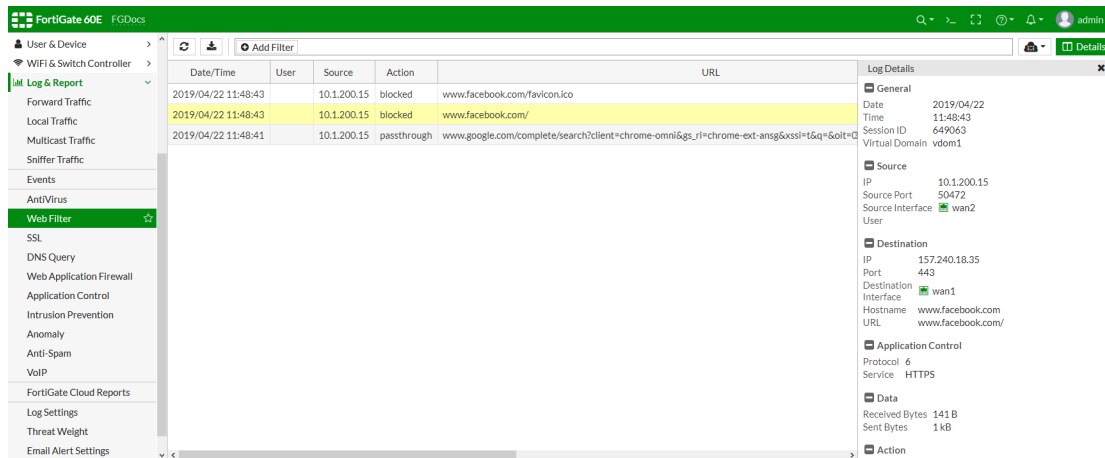 FortiGate 60E FGDocs
admin
User & Device
WiFi & Switch Controller
Log & Report
Forward Traffic
Local Traffic
Multicast Traffic
Sniffer Traffic
Events
AntiVirus
Web Filter
SSL
DNS Query
Web Application Firewall
Application Control
Intrusion Prevention
Anomaly
Anti-Spam
VoIP
FortiGate Cloud Reports
Log Settings
Threat Weight
Email Alert Settings
Add Filter
Details
Date/Time User Source Action URL
2019/04/22 11:48:43 10.1.200.15 blocked www.facebook.com/favicon.ico
2019/04/22 11:48:43 10.1.200.15 blocked www.facebook.com/
2019/04/22 11:48:41 10.1.200.15 passthrough www.google.com/complete/search?client=chrome-omni&gs_ri=chrome-ext-ansg&xssi=t&q=&oit=
Log Details
General
Date 2019/04/22
Time 11:48:43
Session ID 649063
Virtual Domain vdom1
Source
IP 10.1.200.15
Source Port 50472
Source Interface wan2
User
Destination
IP 157.240.18.35
Port 443
Destination
Interface wan1
Hostname www.facebook.com
URL www.facebook.com/
Application Control
Protocol 6
Service HTTPS
Data
Received Bytes 141 B
Sent Bytes 1 kB
Action